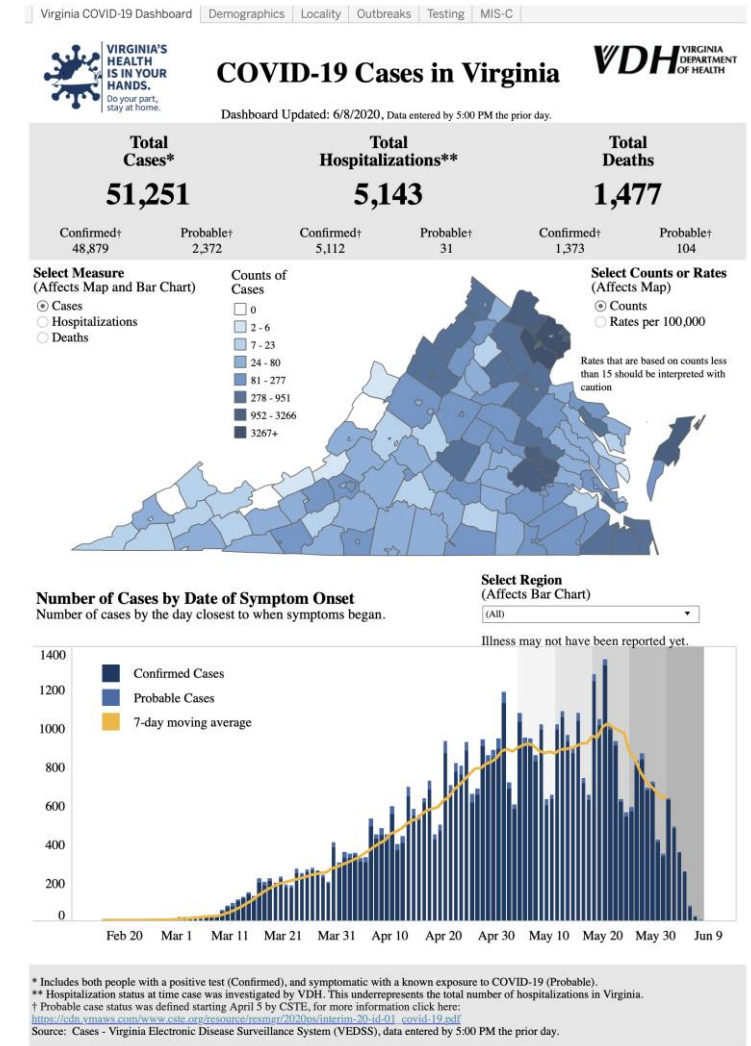 Virginia COVID-19 Dashboard Demographics Locality Outbreaks Testing MIS-C
VIRGINIA'S
HEALTH
IS IN YOUR
HANDS.
Do your part,
stay at home.
COVID-19 Cases in Virginia
VDH VIRGINIA
DEPARTMENT
OF HEALTH
Dashboard Updated: 6/8/2020, Data entered by 5:00 PM the prior day.
Total
Cases*
51,251
Confirmed† Probable†
48,879 2,372
Total
Hospitalizations**
5,143
Confirmed† Probable†
5,112 31
Total
Deaths
1,477
Confirmed† Probable†
1,373 104
Select Measure
(Affects Map and Bar Chart)
Cases
Hospitalizations
Deaths
Counts of
Cases
0
2 - 6
7 - 23
24 - 80
81 - 277
278 - 951
952 - 3266
3267+
Select Counts or Rates
(Affects Map)
Counts
Rates per 100,000
Rates that are based on counts less
than 15 should be interpreted with
caution
Number of Cases by Date of Symptom Onset
Number of cases by the day closest to when symptoms began.
Select Region
(Affects Bar Chart)
(All)
Illness may not have been reported yet.
1400
1200
1000
800
600
400
200
0
Confirmed Cases
Probable Cases
7-day moving average
Feb 20 Mar 1 Mar 11 Mar 21 Mar 31 Apr 10 Apr 20 Apr 30 May 10 May 20 May 30 Jun 9
* Includes both people with a positive test (Confirmed), and symptomatic with a known exposure to COVID-19 (Probable).
** Hospitalization status at time case was investigated by VDH. This underrepresents the total number of hospitalizations in Virginia.
† Probable case status was defined starting April 5 by CSTE, for more information click here:
https://cdn.ymaws.com/www.cste.org/resource/resmgr/2020ps/interim-20-id-01_covid-19.pdf
Source: Cases - Virginia Electronic Disease Surveillance System (VEDSS), data entered by 5:00 PM the prior day.